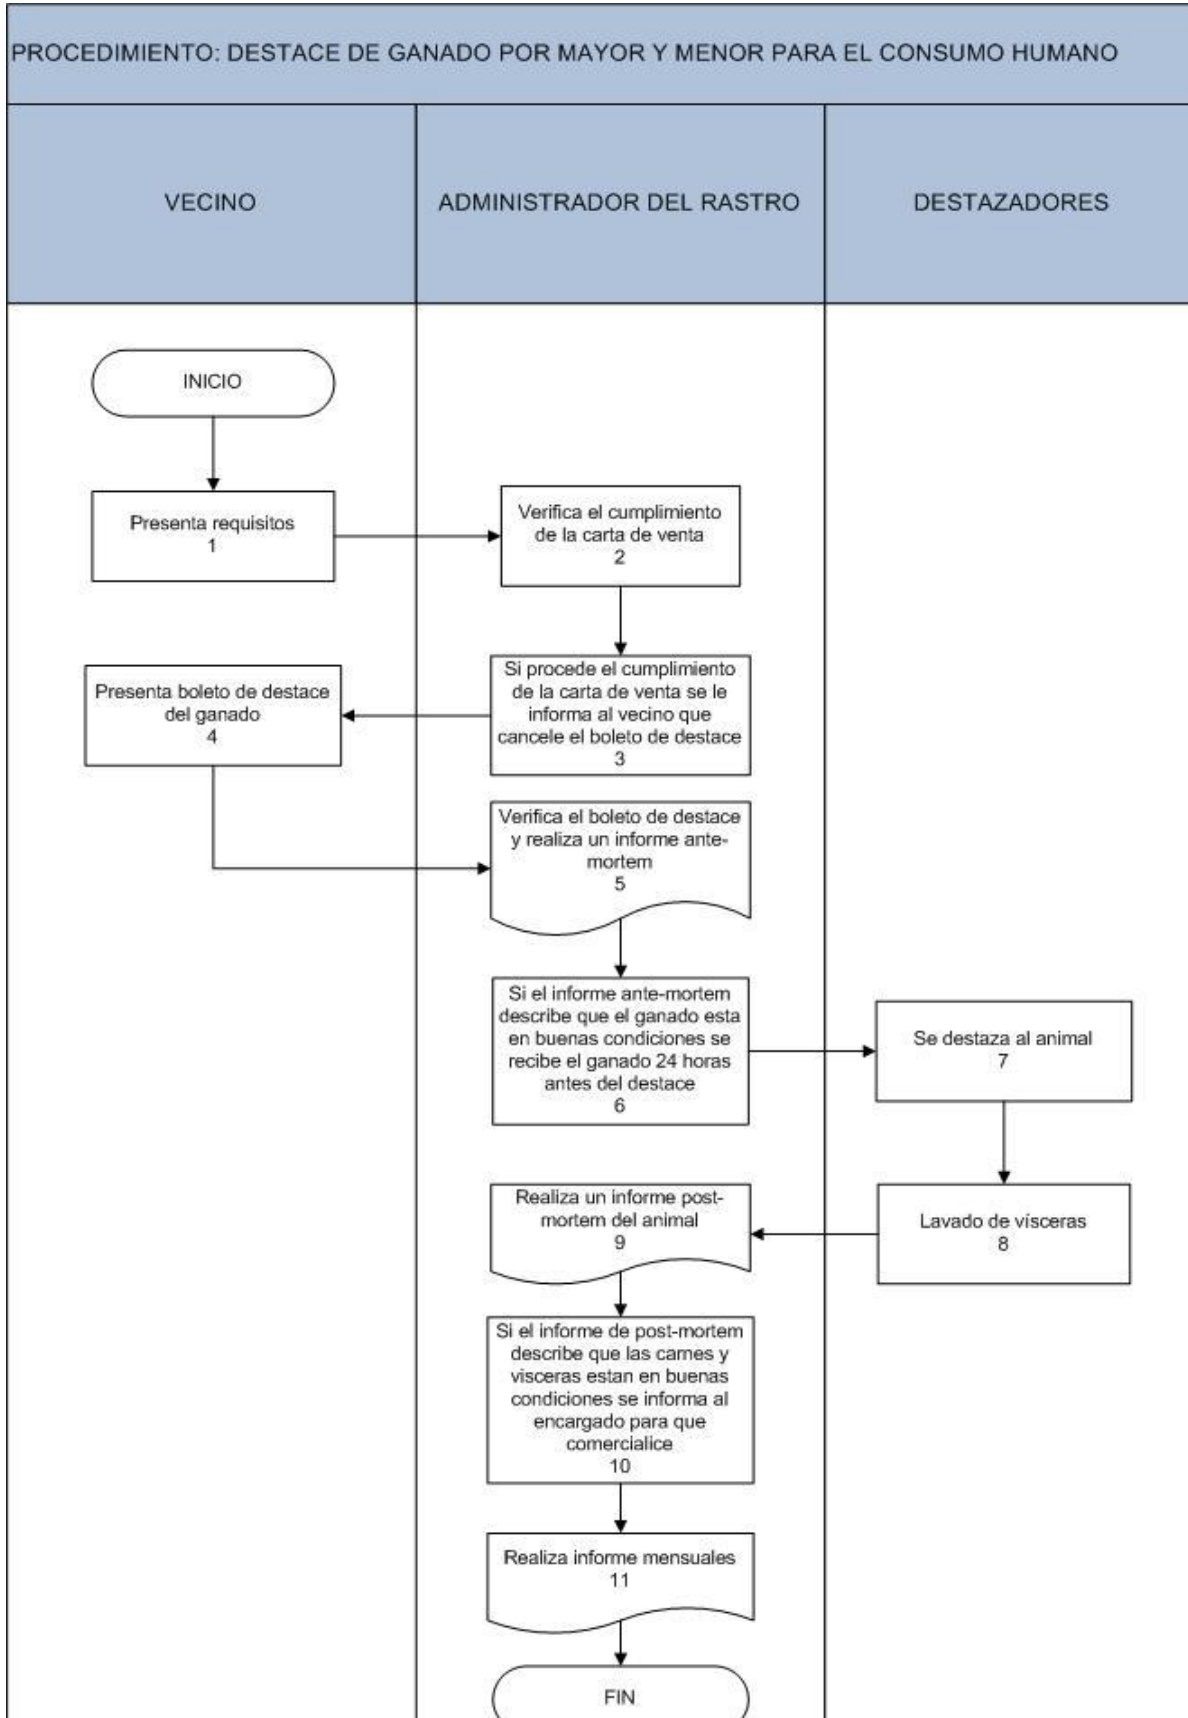 PROCEDIMIENTO: DESTACE DE GANADO POR MAYOR Y MENOR PARA EL CONSUMO HUMANO
VECINO
ADMINISTRADOR DEL RASTRO
DESTAZADORES
INICIO
Presenta requisitos
1
Verifica el cumplimiento
de la carta de venta
2
Si procede el cumplimiento
de la carta de venta se le
informa al vecino que
cancele el boleto de destace
3
Presenta boleto de destace
del ganado
4
Verifica el boleto de destace
y realiza un informe ante-
mortem
5
Si el informe ante-mortem
describe que el ganado esta
en buenas condiciones se
recibe el ganado 24 horas
antes del destace
6
Se destaza al animal
7
Lavado de vísceras
8
Realiza un informe post-
mortem del animal
9
Si el informe de post-mortem
describe que las carnes y
visceras estan en buenas
condiciones se informa al
encargado para que
comercialice
10
Realiza informe mensuales
11
FIN